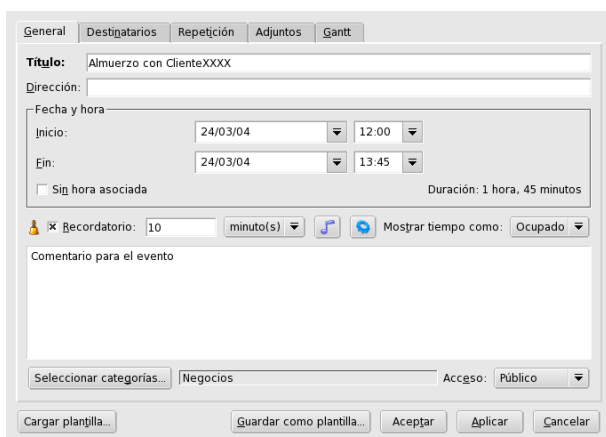 General Destinatarios Repetición Adjuntos Gantt
Título: Almuerzo con ClienteXXXX
Dirección:
Fecha y hora
Inicio: 24/03/04 12:00
Fin: 24/03/04 13:45
Sin hora asociada Duración: 1 hora, 45 minutos
Recordatorio: 10 minuto(s) Mostrar tiempo como: Ocupado
Comentario para el evento
Seleccionar categorías... Negocios Acceso: Público
Cargar plantilla... Guardar como plantilla... Aceptar Aplicar Cancelar